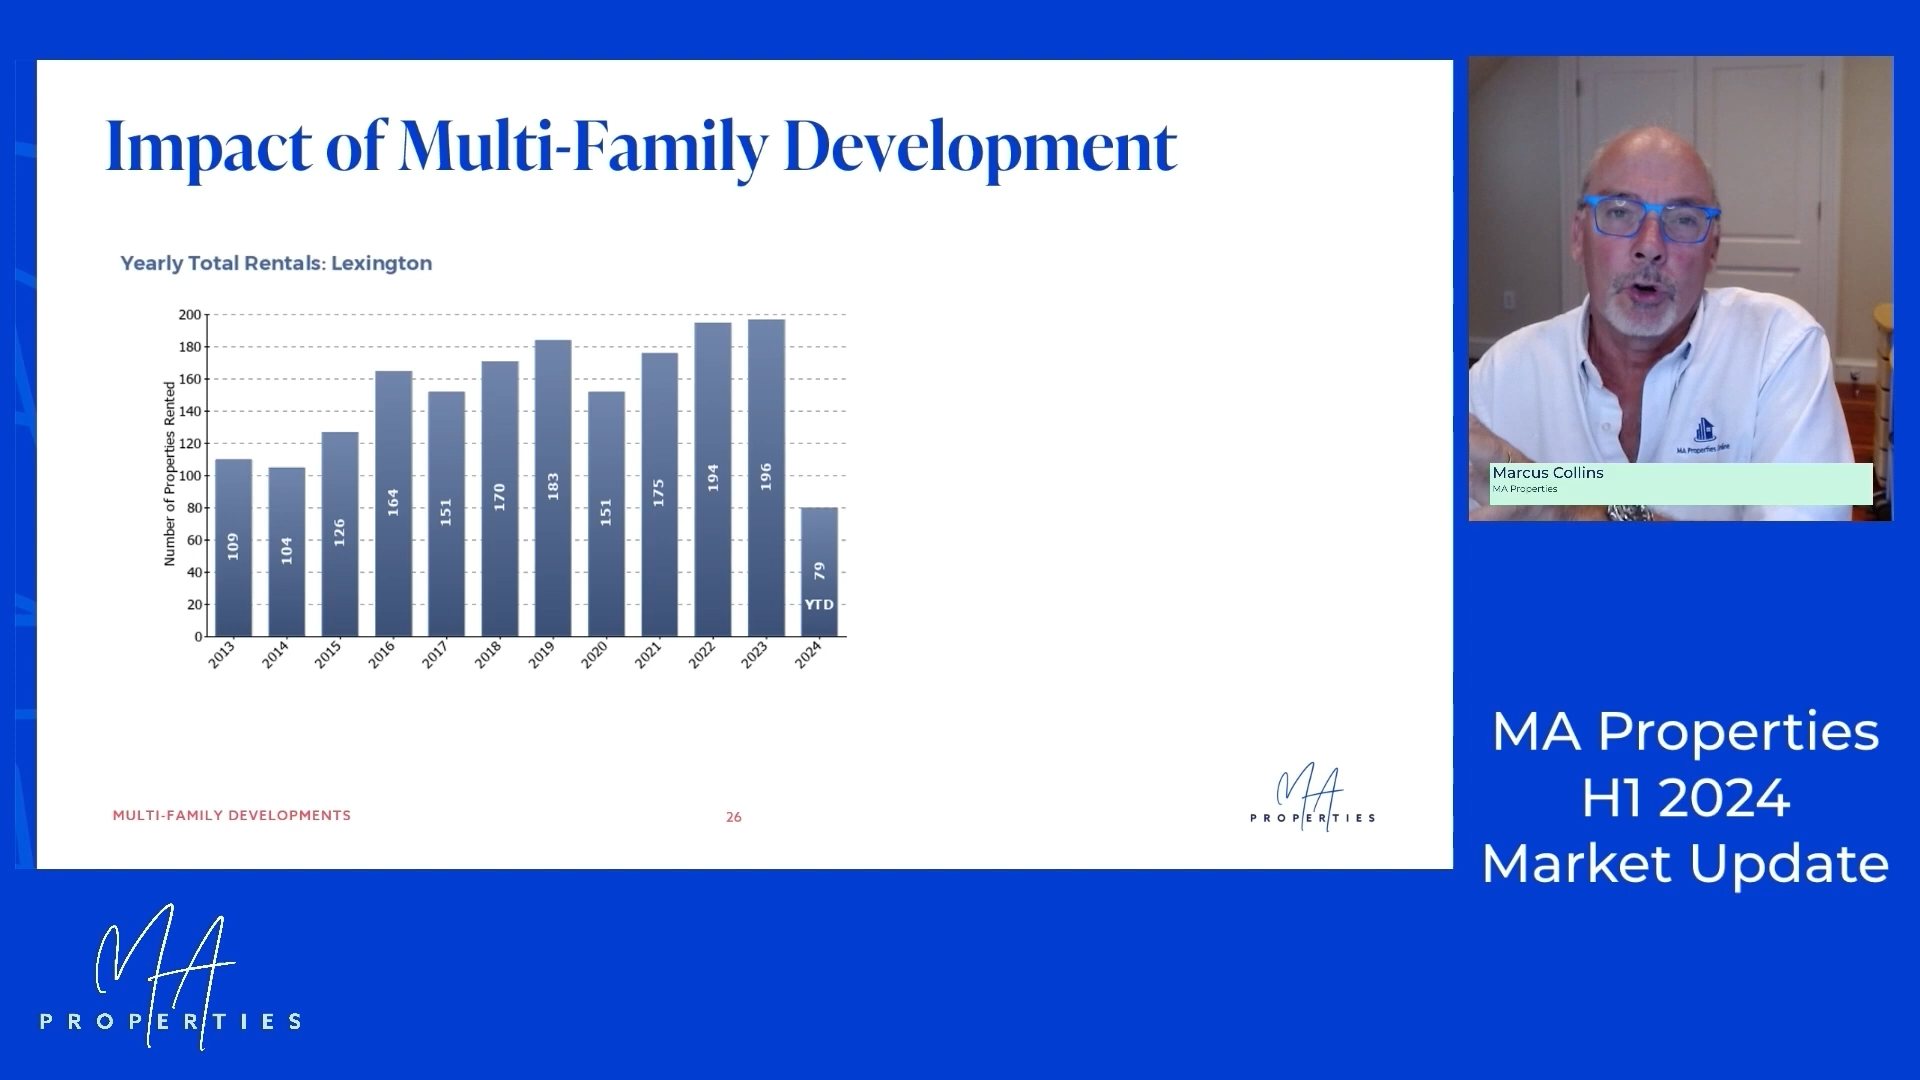 Impact of Multi-Family Development
Yearly Total Rentals: Lexington
Number of Properties Rented
200
180
160
140
120
100
80
60
40
20
0
109
104
126
164
151
170
183
151
175
194
196
79
YTD
2013
2014
2015
2016
2017
2018
2019
2020
2021
2022
2023
2024
MULTI-FAMILY DEVELOPMENTS
26
MA
PROPERTIES
MA Properties Online
Marcus Collins
MA Properties
MA Properties
H1 2024
Market Update
MA
PROPERTIES